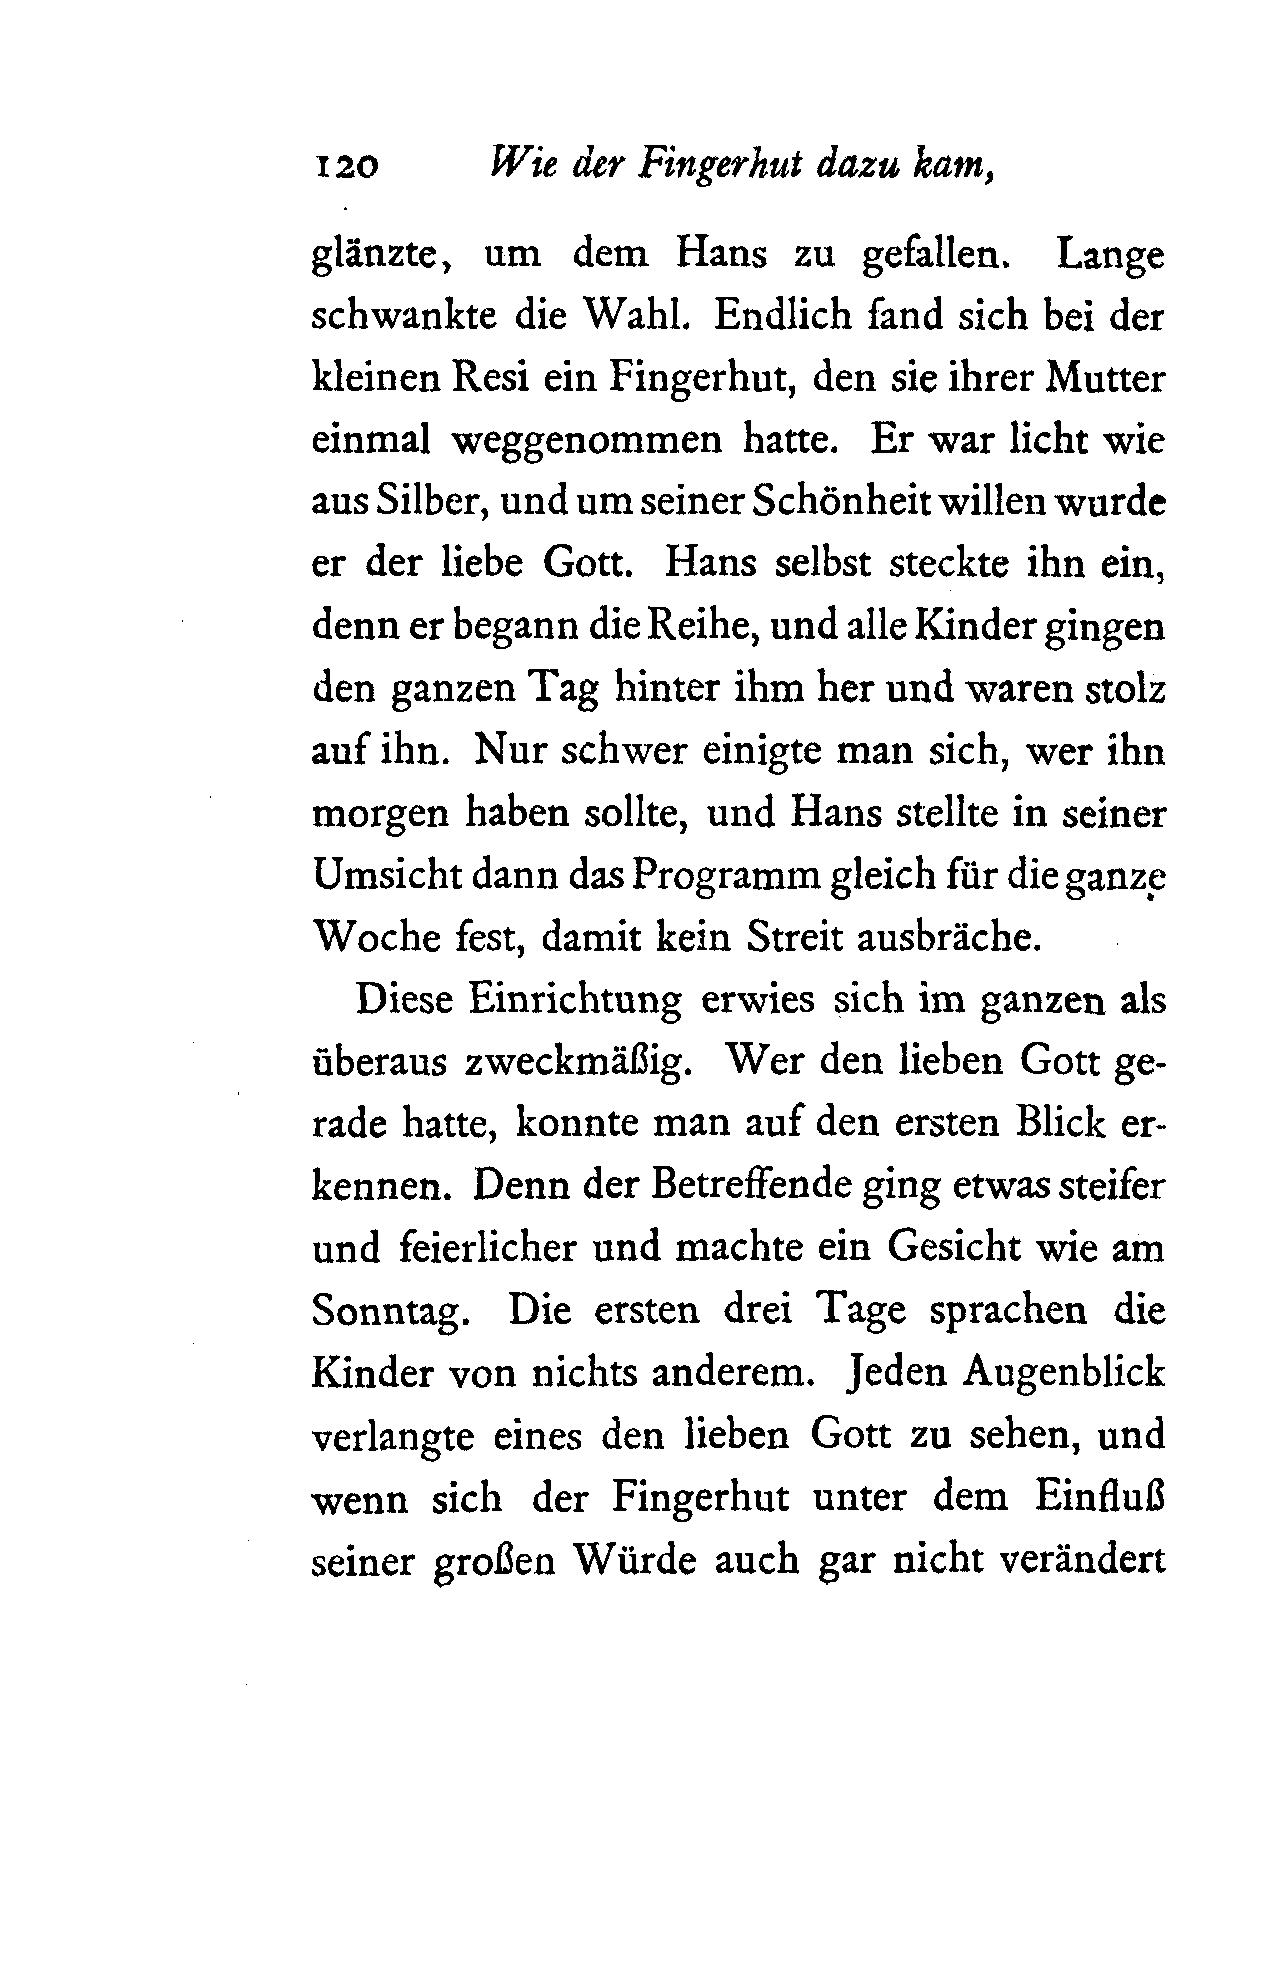 120 Wie der Fingerhut dazu kam,
glänzte, um dem Hans zu gefallen. Lange
schwankte die Wahl. Endlich fand sich bei der
kleinen Resi ein Fingerhut, den sie ihrer Mutter
einmal weggenommen hatte. Er war licht wie
aus Silber, und um seiner Schönheit willen wurde
er der liebe Gott. Hans selbst steckte ihn ein,
denn er begann die Reihe, und alle Kinder gingen
den ganzen Tag hinter ihm her und waren stolz
auf ihn. Nur schwer einigte man sich, wer ihn
morgen haben sollte, und Hans stellte in seiner
Umsicht dann das Programm gleich für die ganze
Woche fest, damit kein Streit ausbräche.
Diese Einrichtung erwies sich im ganzen als
überaus zweckmäßig. Wer den lieben Gott ge-
rade hatte, konnte man auf den ersten Blick er-
kennen. Denn der Betreffende ging etwas steifer
und feierlicher und machte ein Gesicht wie am
Sonntag. Die ersten drei Tage sprachen die
Kinder von nichts anderem. Jeden Augenblick
verlangte eines den lieben Gott zu sehen, und
wenn sich der Fingerhut unter dem Einfluß
seiner großen Würde auch gar nicht verändert